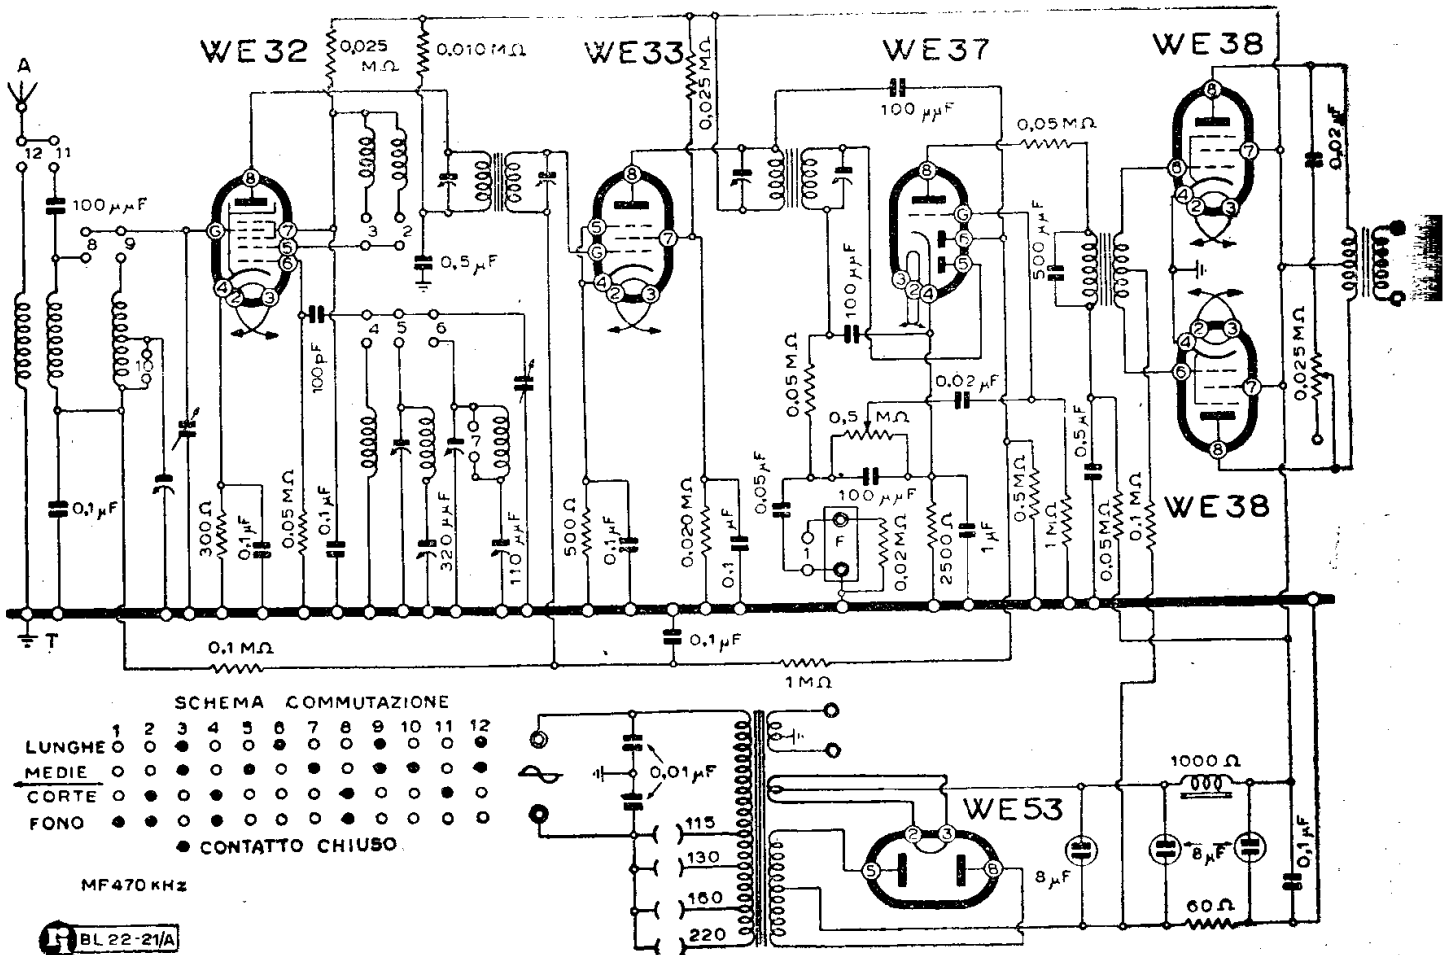 WE32
WE33
WE37
WE38
A
0,025
MΩ
0,010 MΩ
0,025 MΩ
100 μμF
0,05 MΩ
0,02 μF
12 11
100 μμF
8 9
10
3 2
0,5 μF
100 pF
4 5 6
7
100 μμF
500 μF
0,025 MΩ
0,05 MΩ
0,02 μF
0,5 MΩ
100 μμF
0,05 μF
WE38
0,1 μF
300 Ω
0,1 μF
0,05 MΩ
0,1 μF
320 μμF
110 μμF
500 Ω
0,1 μF
0,020 MΩ
0,1 μF
1
F
0,02 MΩ
2500 Ω
1 μF
0.5 MΩ
1 MΩ
0,5 μF
0,05 MΩ
0,1 MΩ
T
0,1 MΩ
0,1 μF
1 MΩ
SCHEMA COMMUTAZIONE
1 2 3 4 5 6 7 8 9 10 11 12
LUNGHE
MEDIE
CORTE
FONO
CONTATTO CHIUSO
MF 470 KHz
BL 22-21/A
0,01 μF
115
130
160
220
WE53
8 μF
1000 Ω
8 μF
60 Ω
0,1 μF